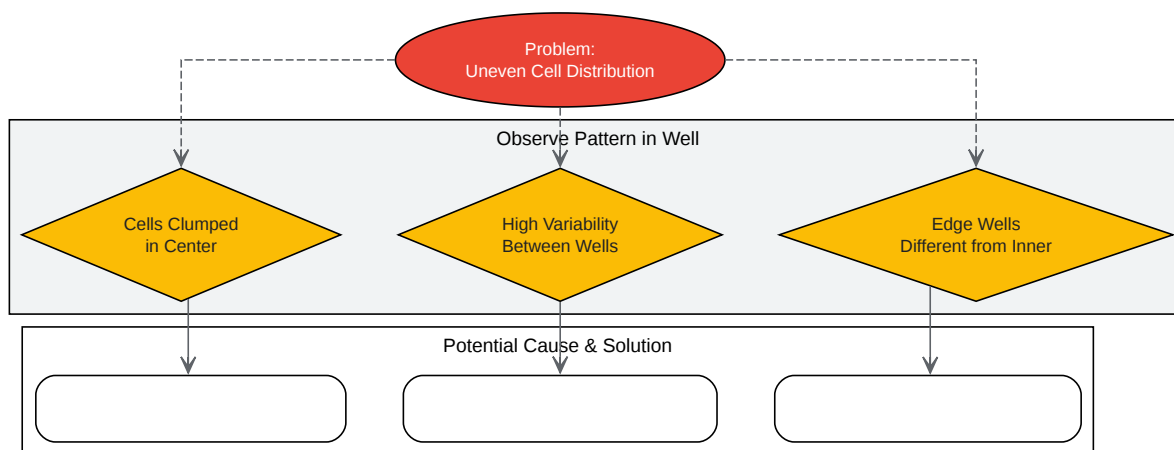 Problem:
Uneven Cell Distribution
Observe Pattern in Well
Cells Clumped
in Center
High Variability
Between Wells
Edge Wells
Different from Inner
Potential Cause & Solution